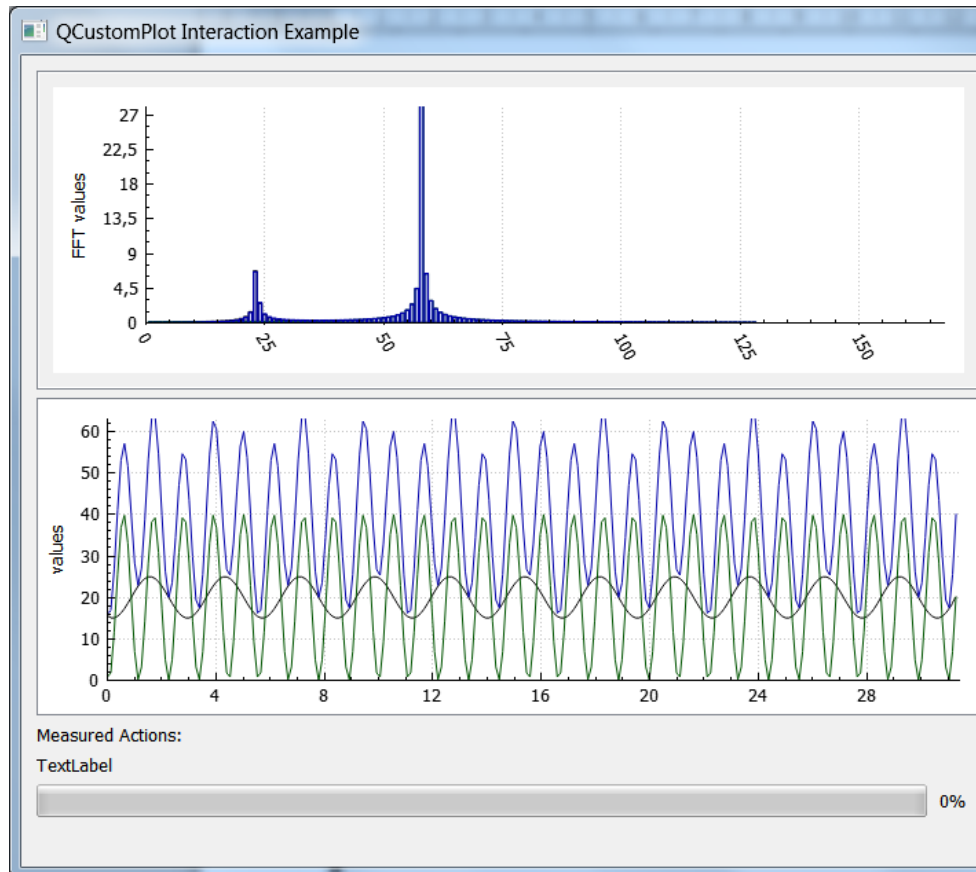 QCustomPlot Interaction Example
27
22,5
18
13,5
9
4,5
0
FFT values
0 25 50 75 100 125 150
60
50
40
30
20
10
0
values
0 4 8 12 16 20 24 28
Measured Actions:
TextLabel
0%